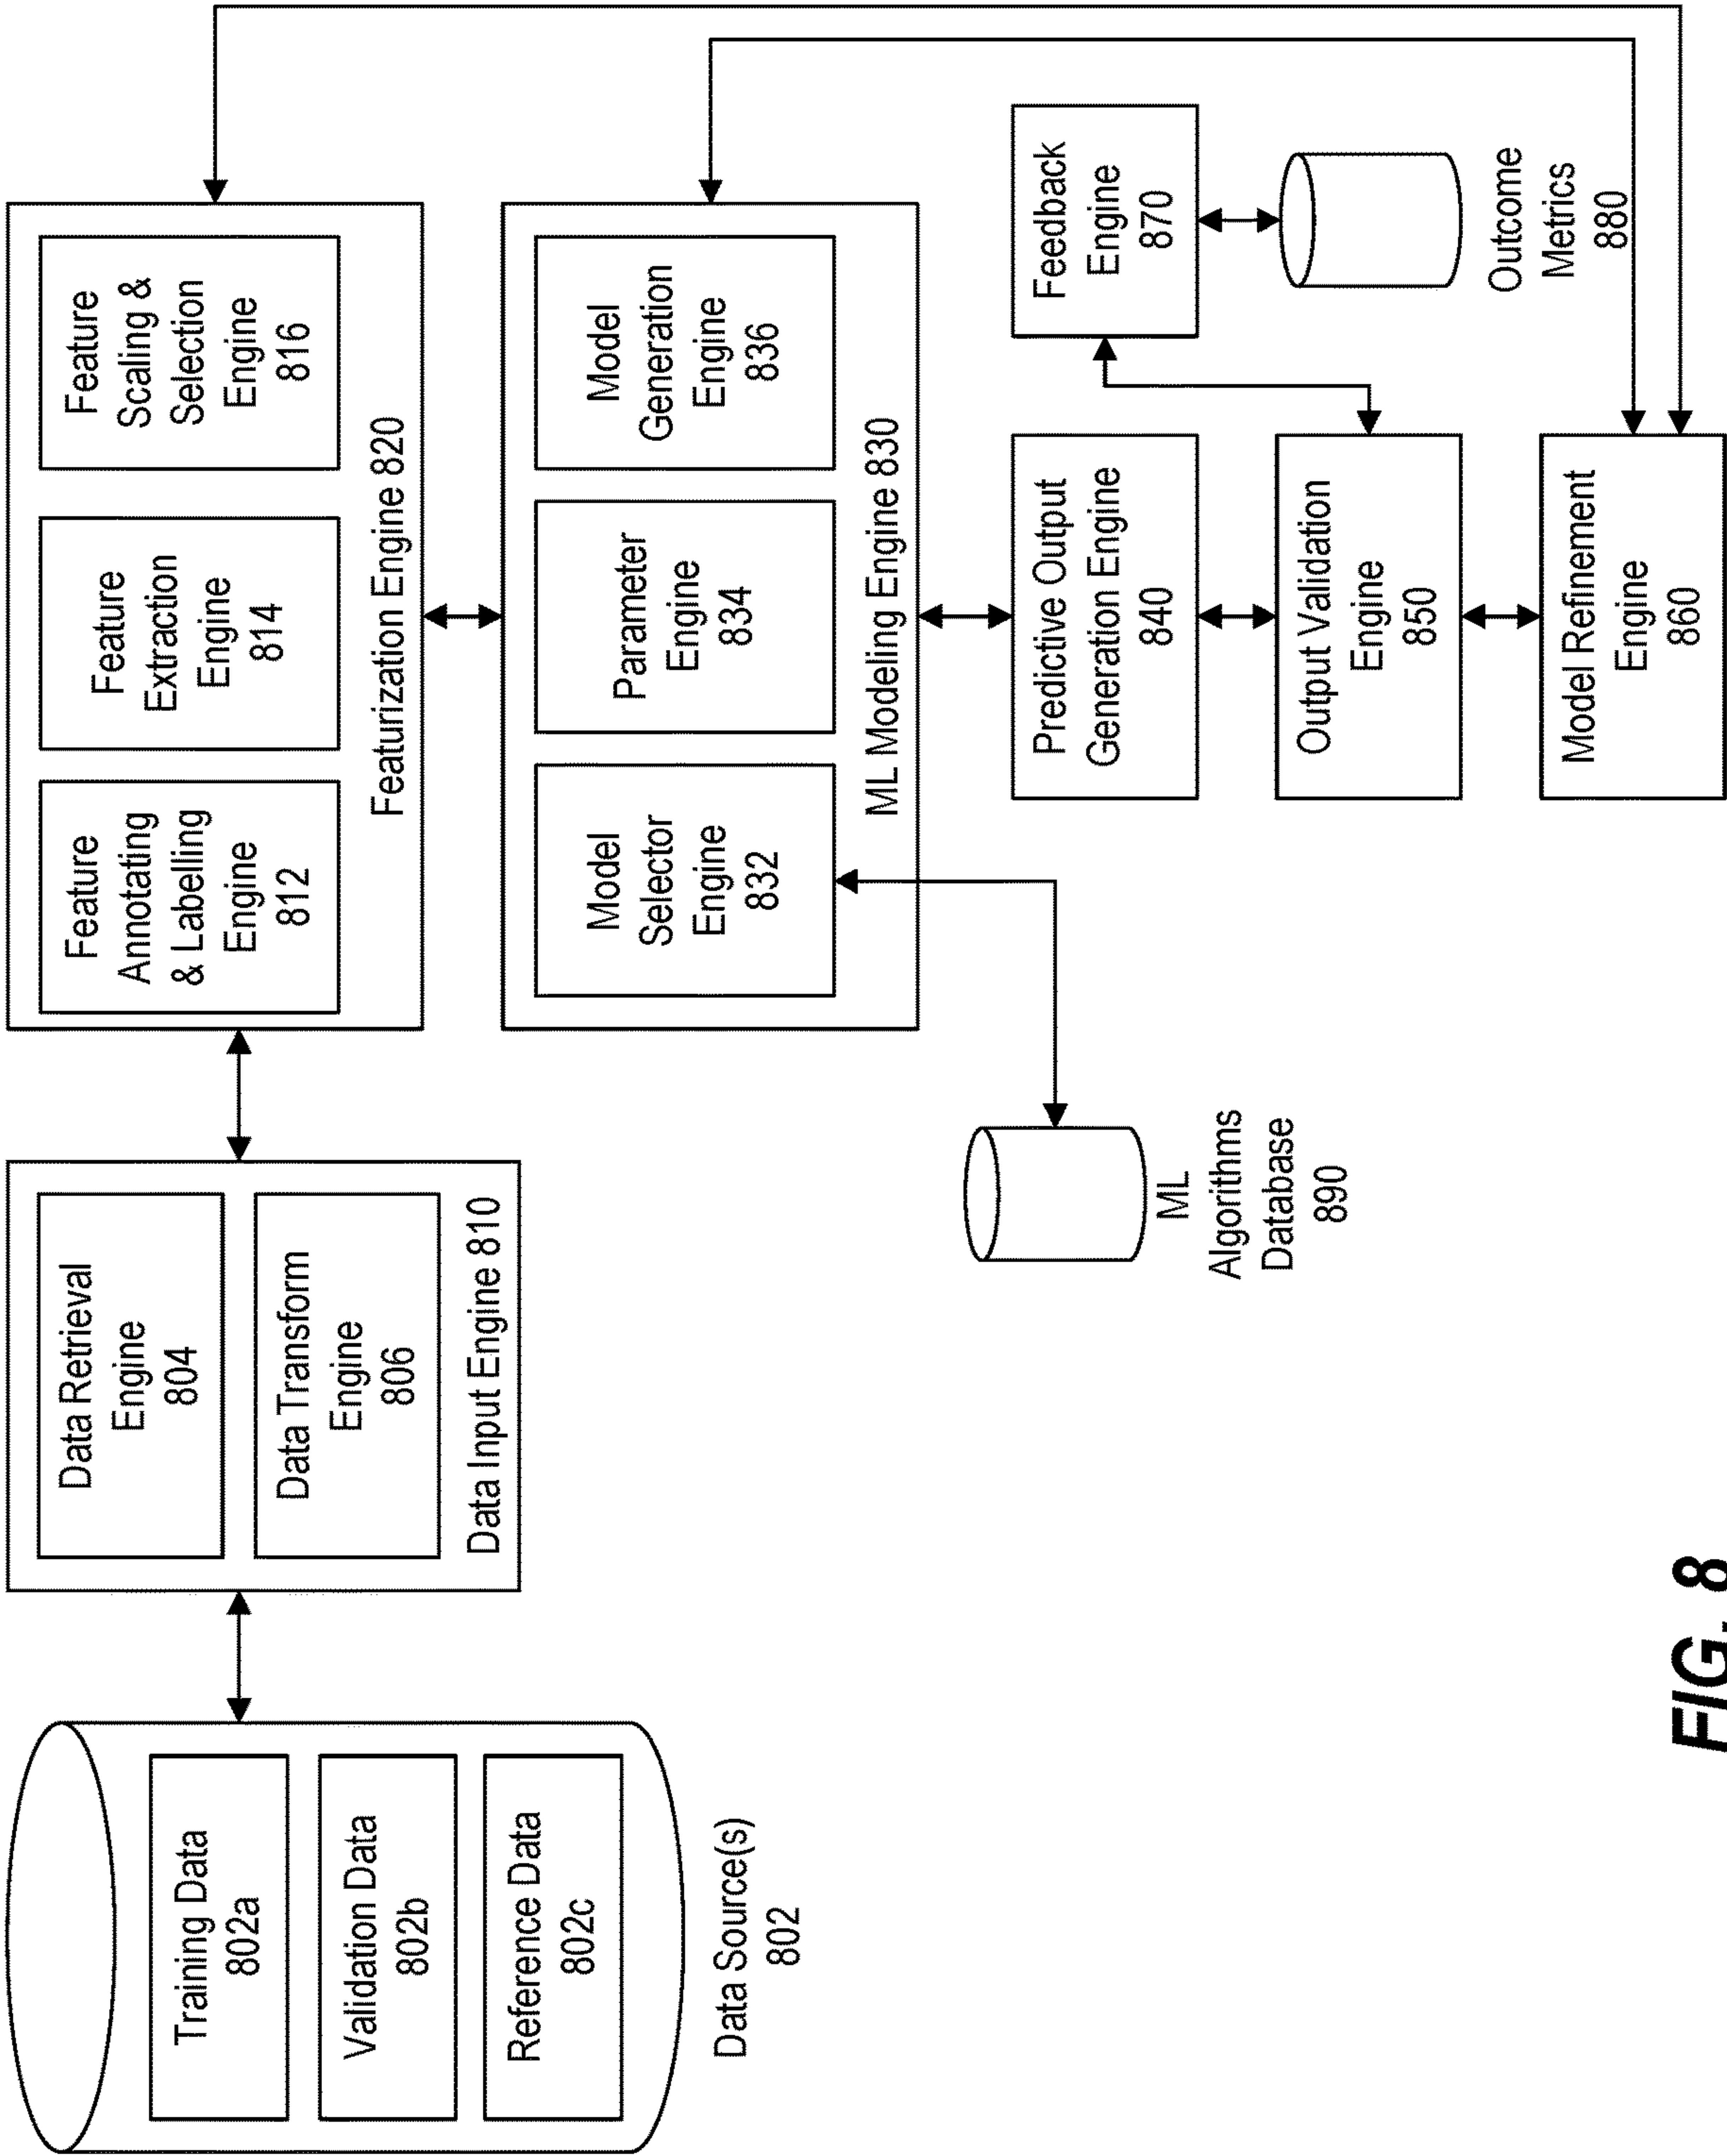 Training Data
802a
Validation Data
802b
Reference Data
802c
Data Source(s)
802
Data Retrieval
Engine
804
Data Transform
Engine
806
Data Input Engine 810
Feature
Annotating
& Labelling
Engine
812
Feature
Extraction
Engine
814
Feature
Scaling &
Selection
Engine
816
Featurization Engine 820
Model
Selector
Engine
832
Parameter
Engine
834
Model
Generation
Engine
836
ML Modeling Engine 830
ML
Algorithms
Database
890
Predictive Output
Generation Engine
840
Output Validation
Engine
850
Model Refinement
Engine
860
Feedback
Engine
870
Outcome
Metrics
880
FIG. 8